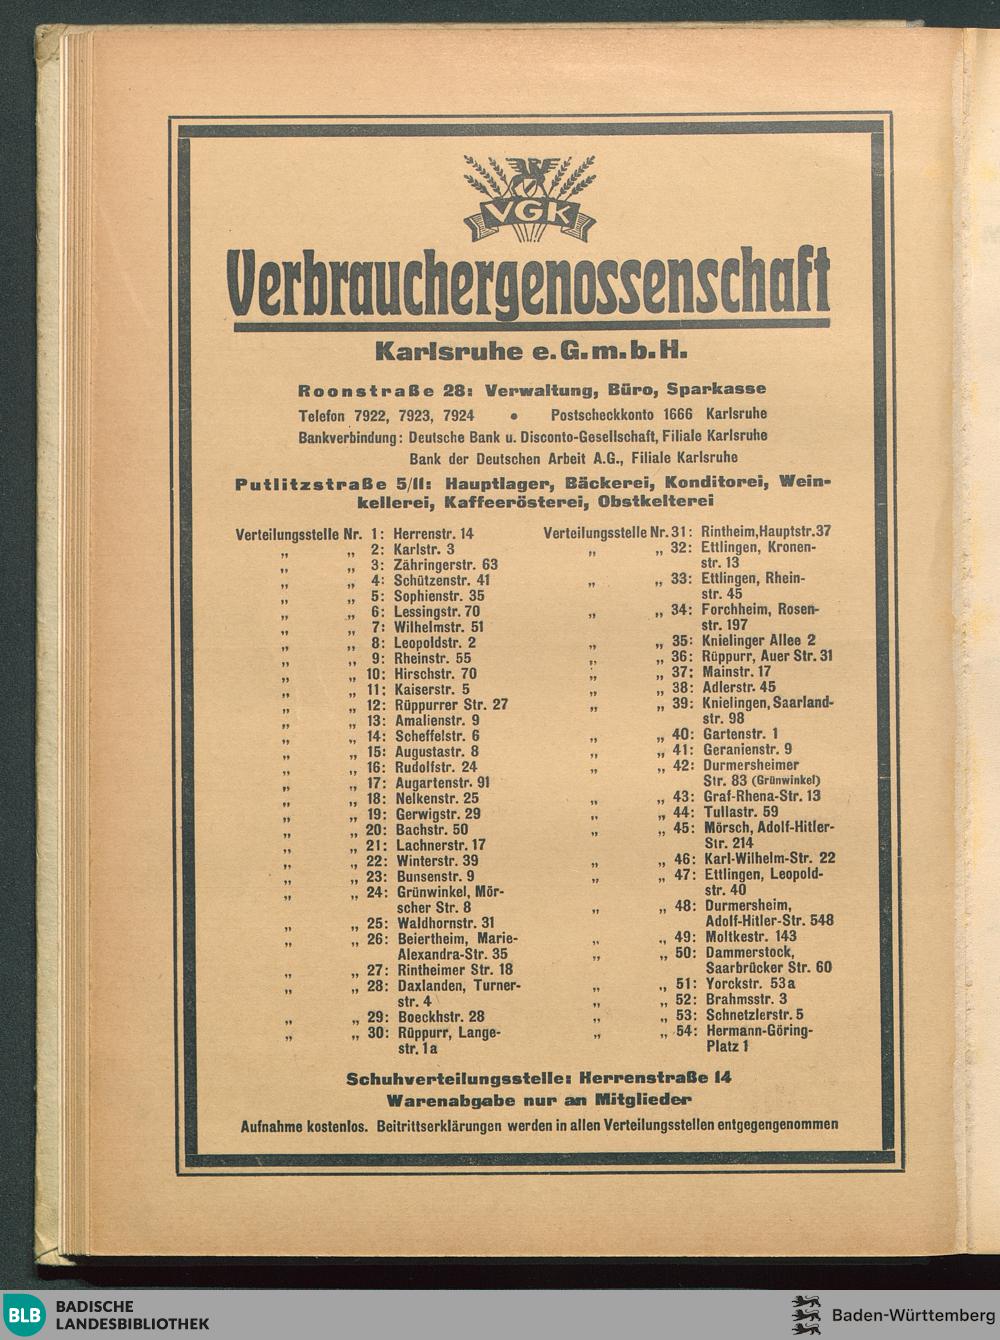 VGK
Verbrauchergenossenschaft
Karlsruhe e.G.m.b.H.
Roonstraße 28: Verwaltung, Büro, Sparkasse
Telefon 7922, 7923, 7924 • Postscheckkonto 1666 Karlsruhe
Bankverbindung: Deutsche Bank u. Disconto-Gesellschaft, Filiale Karlsruhe
Bank der Deutschen Arbeit A.G., Filiale Karlsruhe
Putlitzstraße 5/11: Hauptlager, Bäckerei, Konditorei, Wein-
kellerei, Kaffeerösterei, Obstkelterei
Verteilungsstelle Nr. 1: Herrenstr. 14
„ „ 2: Karlstr. 3
„ „ 3: Zähringerstr. 63
„ „ 4: Schützenstr. 41
„ „ 5: Sophienstr. 35
„ „ 6: Lessingstr. 70
„ „ 7: Wilhelmstr. 51
„ „ 8: Leopoldstr. 2
„ „ 9: Rheinstr. 55
„ „ 10: Hirschstr. 70
„ „ 11: Kaiserstr. 5
„ „ 12: Rüppurrer Str. 27
„ „ 13: Amalienstr. 9
„ „ 14: Scheffelstr. 6
„ „ 15: Augustastr. 8
„ „ 16: Rudolfstr. 24
„ „ 17: Augartenstr. 91
„ „ 18: Nelkenstr. 25
„ „ 19: Gerwigstr. 29
„ „ 20: Bachstr. 50
„ „ 21: Lachnerstr. 17
„ „ 22: Winterstr. 39
„ „ 23: Bunsenstr. 9
„ „ 24: Grünwinkel, Mör-
scher Str. 8
„ „ 25: Waldhornstr. 31
„ „ 26: Beiertheim, Marie-
Alexandra-Str. 35
„ „ 27: Rintheimer Str. 18
„ „ 28: Daxlanden, Turner-
str. 4
„ „ 29: Boeckhstr. 28
„ „ 30: Rüppurr, Lange-
str. 1a
Verteilungsstelle Nr. 31: Rintheim, Hauptstr. 37
„ „ 32: Ettlingen, Kronen-
str. 13
„ „ 33: Ettlingen, Rhein-
str. 45
„ „ 34: Forchheim, Rosen-
str. 197
„ „ 35: Knielinger Allee 2
„ „ 36: Rüppurr, Auer Str. 31
„ „ 37: Mainstr. 17
„ „ 38: Adlerstr. 45
„ „ 39: Knielingen, Saarland-
str. 98
„ „ 40: Gartenstr. 1
„ „ 41: Geranienstr. 9
„ „ 42: Durmersheimer
Str. 83 (Grünwinkel)
„ „ 43: Graf-Rhena-Str. 13
„ „ 44: Tullastr. 59
„ „ 45: Mörsch, Adolf-Hitler-
Str. 214
„ „ 46: Karl-Wilhelm-Str. 22
„ „ 47: Ettlingen, Leopold-
str. 40
„ „ 48: Durmersheim,
Adolf-Hitler-Str. 548
„ „ 49: Moltkestr. 143
„ „ 50: Dammerstock,
Saarbrücker Str. 60
„ „ 51: Yorckstr. 53a
„ „ 52: Brahmsstr. 3
„ „ 53: Schnetzlerstr. 5
„ „ 54: Hermann-Göring-
Platz 1
Schuhverteilungsstelle: Herrenstraße 14
Warenabgabe nur an Mitglieder
Aufnahme kostenlos. Beitrittserklärungen werden in allen Verteilungsstellen entgegengenommen
BLB BADISCHE
LANDESBIBLIOTHEK
Baden-Württemberg